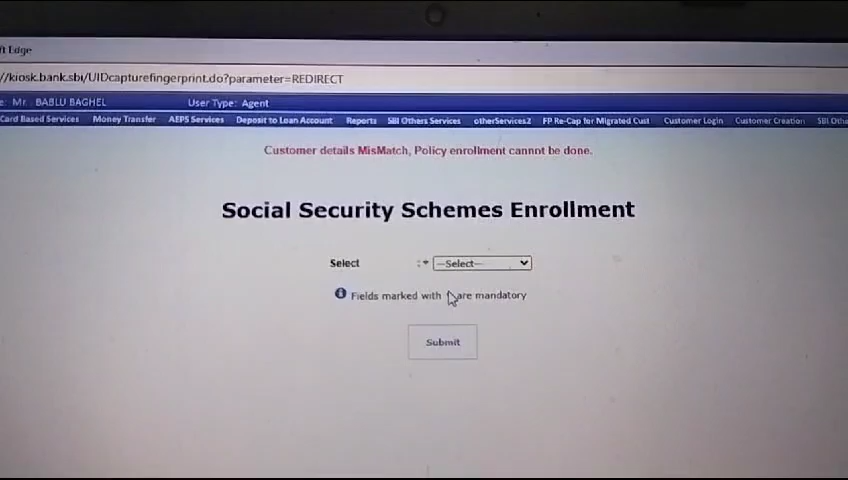 ft Edge
//kiosk.bank.sbi/UIDcapturefingerprint.do?parameter=REDIRECT
e: Mr. BABLU BAGHEL User Type: Agent
Card Based Services Money Transfer AEPS Services Deposit to Loan Account Reports SBI Others Services otherServices2 FP Re-Cap for Migrated Cust Customer Login Customer Creation SBI Othe
Customer details MisMatch, Policy enrollment cannot be done.
Social Security Schemes Enrollment
Select :* --Select--
Fields marked with are mandatory
Submit